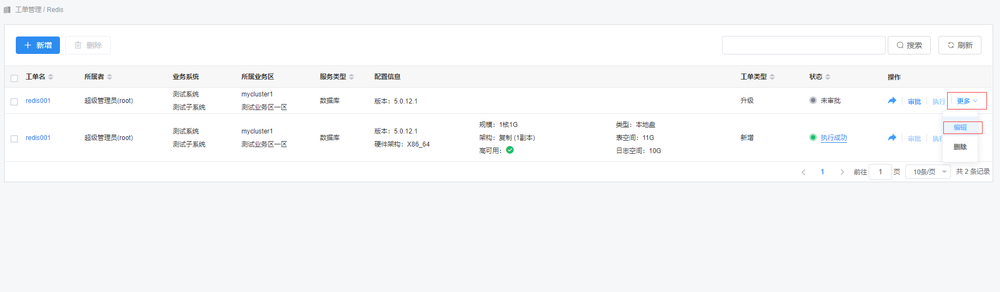 工单管理 / Redis
新增
删除
搜索
刷新
工单名 所属者 业务系统 所属业务区 服务类型 配置信息 工单类型 状态 操作
redis001 超级管理员(root) 测试系统 mycluster1 数据库 版本：5.0.12.1 升级 未审批 审批 执行 更多
测试子系统 测试业务区一区
编辑
删除
redis001 超级管理员(root) 测试系统 mycluster1 数据库 版本：5.0.12.1 规模：1核1G 类型：本地盘 新增 执行成功 审批 执行
测试子系统 测试业务区一区 硬件架构：X86_64 架构：复制 (1副本) 表空间：11G
高可用： 日志空间：10G
1 前往 1 页 10条/页 共 2 条记录